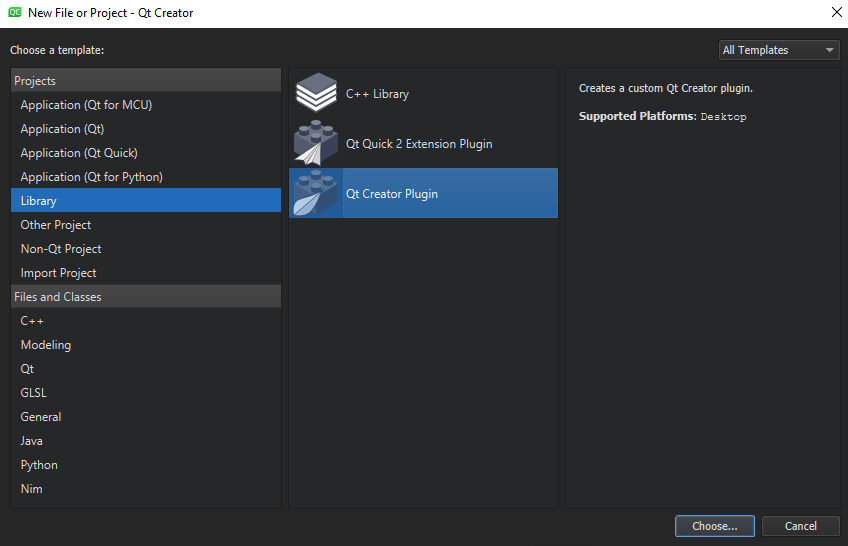 New File or Project - Qt Creator
Choose a template:
All Templates
Projects
Application (Qt for MCU)
Application (Qt)
Application (Qt Quick)
Application (Qt for Python)
Library
Other Project
Non-Qt Project
Import Project
Files and Classes
C++
Modeling
Qt
GLSL
General
Java
Python
Nim
C++ Library
Qt Quick 2 Extension Plugin
Qt Creator Plugin
Creates a custom Qt Creator plugin.
Supported Platforms: Desktop
Choose...
Cancel